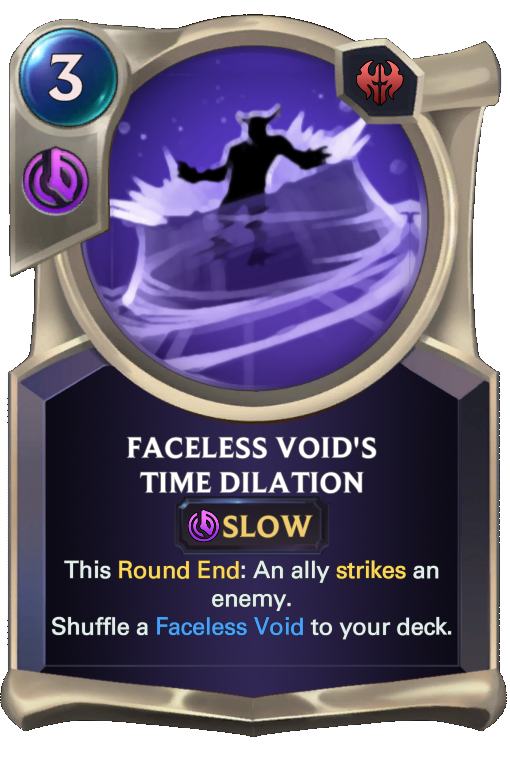 3
FACELESS VOID'S
TIME DILATION
SLOW
This Round End: An ally strikes an
enemy.
Shuffle a Faceless Void to your deck.